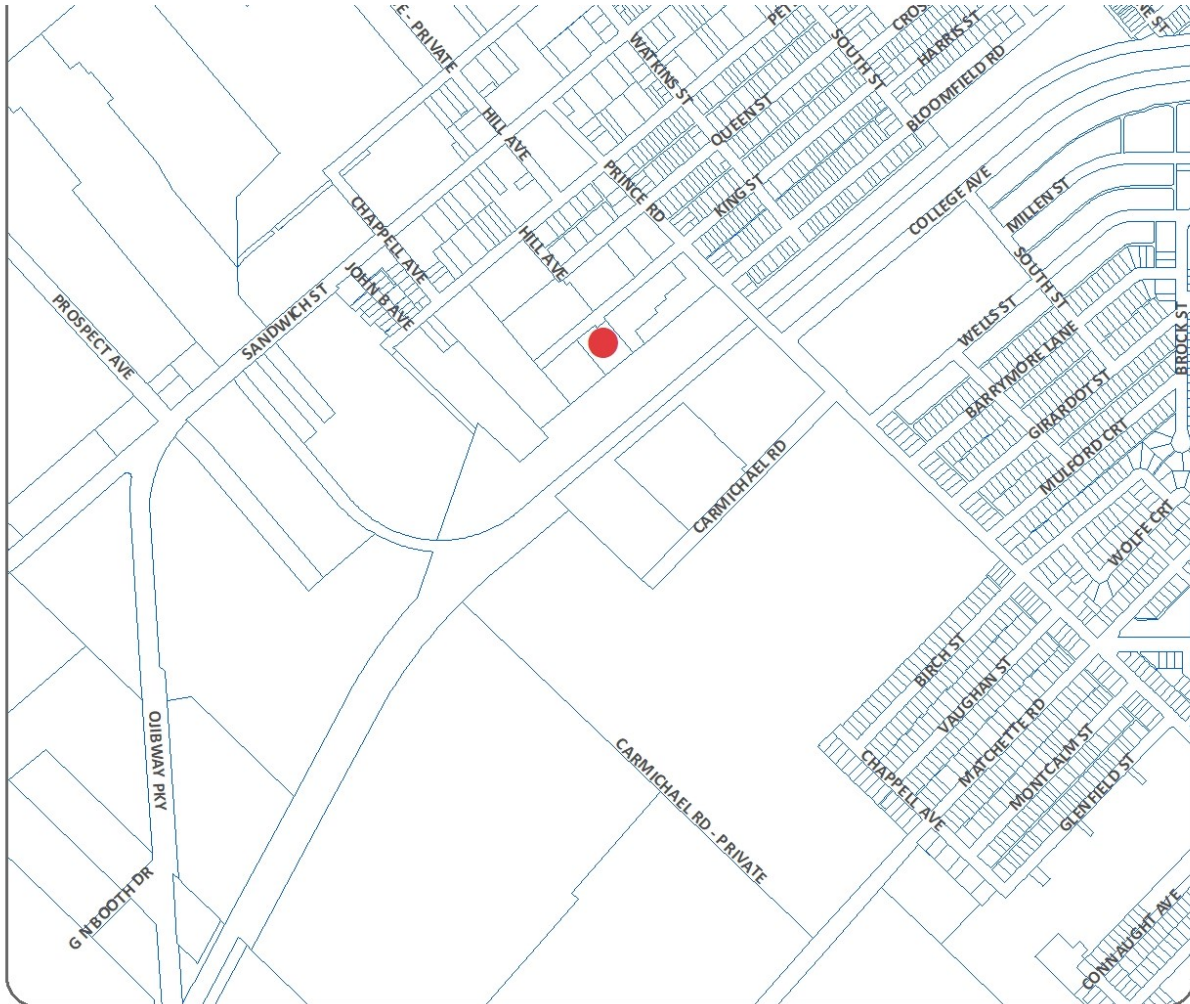 E - PRIVATE
WATKINS ST
SOUTH ST
HARRIS ST
BLOOMFIELD RD
HILL AVE
QUEEN ST
PRINCE RD
KING ST
COLLEGE AVE
MILLEN ST
CHAPPELL AVE
HILL AVE
JOHN B AVE
SOUTH ST
PROSPECT AVE
SANDWICH ST
WELLS ST
BARRYMORE LANE
BROCK ST
GIRARDOT ST
MULFORD CRT
CARMICHAEL RD
WOLFE CRT
BIRCH ST
VAUGHAN ST
MATCHETTE RD
OJIBWAY PKY
CARMICHAEL RD - PRIVATE
CHAPPELL AVE
MONTCALM ST
GLENFIELD ST
G N BOOTH DR
CONNAUGHT AVE